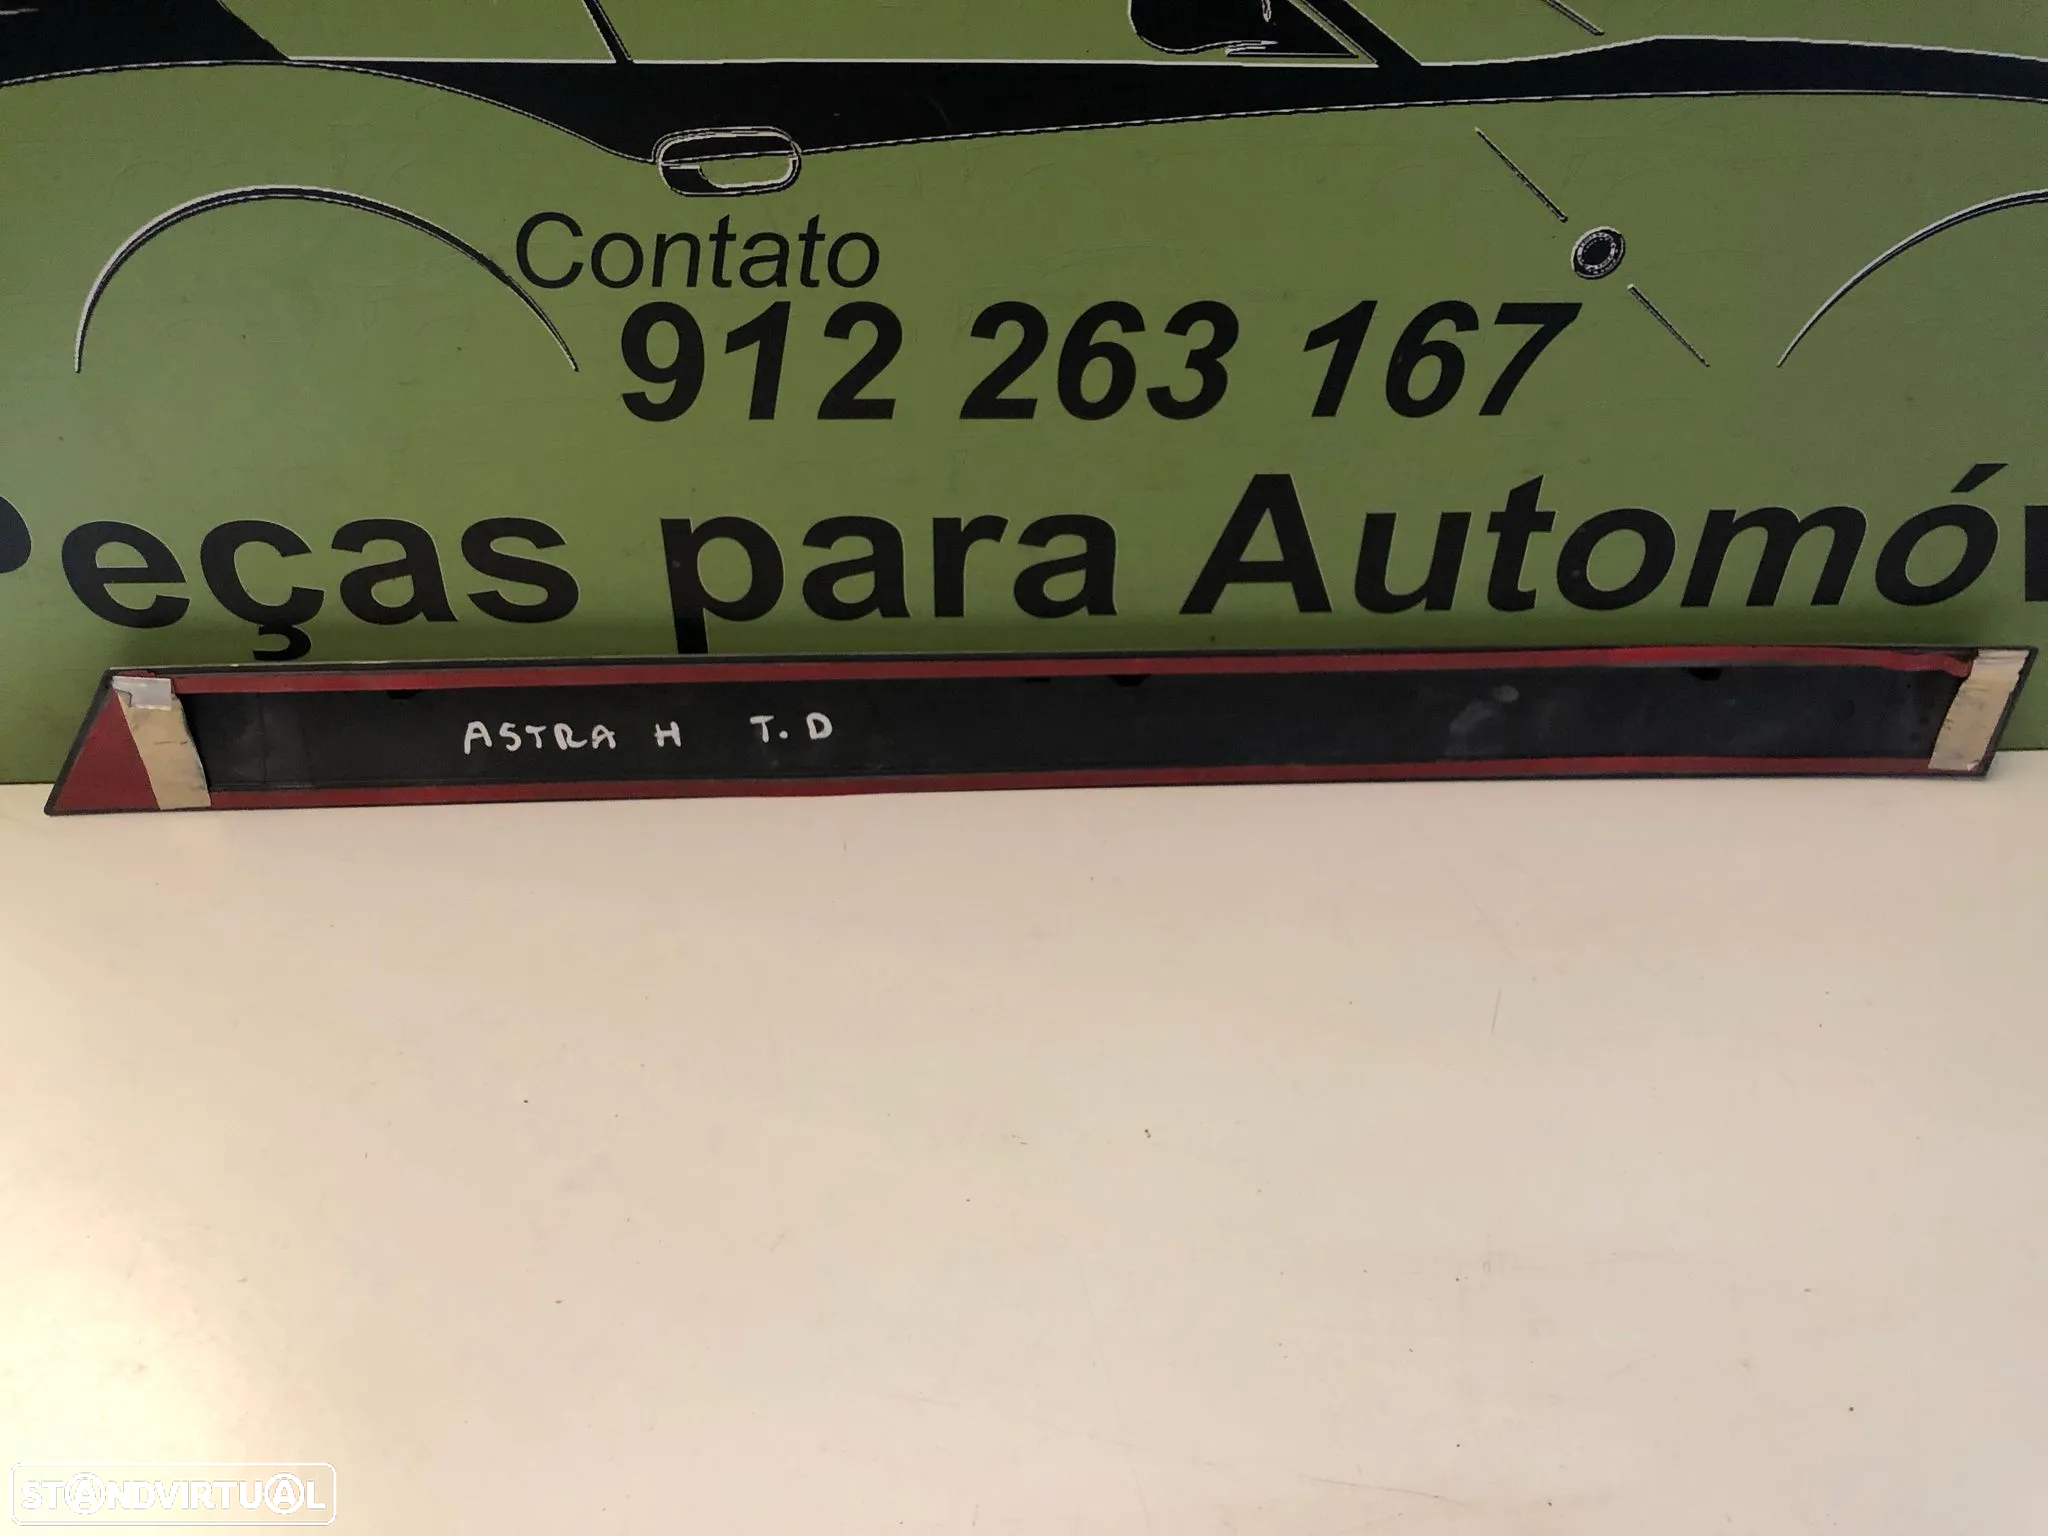 Contato
912 263 167
Peças para Automó
ASTRA H T.D
STANDVIRTUAL